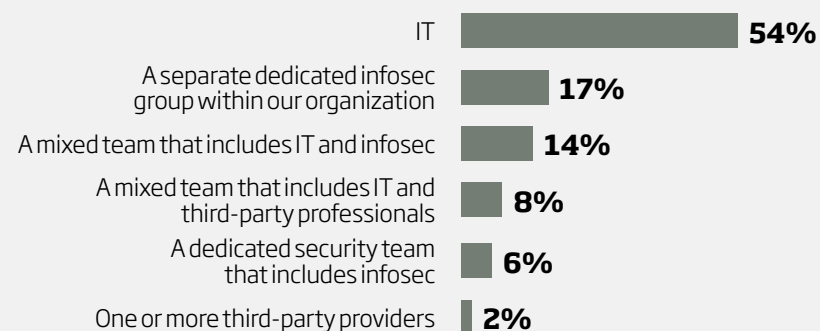 IT
54%
A separate dedicated infosec
group within our organization
17%
A mixed team that includes IT and infosec
14%
A mixed team that includes IT and
third-party professionals
8%
A dedicated security team
that includes infosec
6%
One or more third-party providers
2%